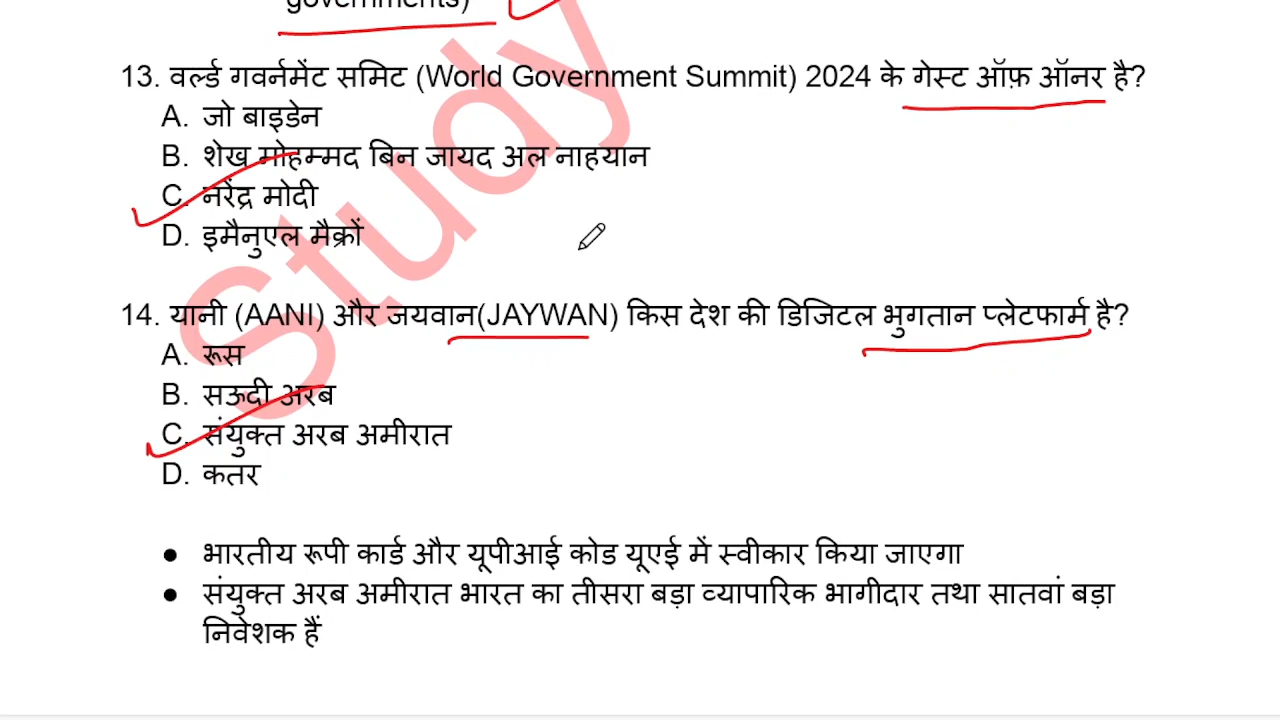 governments)
13. वर्ल्ड गवर्नमेंट समिट (World Government Summit) 2024 के गेस्ट ऑफ़ ऑनर है?
A. जो बाइडेन
B. शेख मोहम्मद बिन जायद अल नाहयान
C. नरेंद्र मोदी
D. इमैनुएल मैक्रों
14. यानी (AANI) और जयवान(JAYWAN) किस देश की डिजिटल भुगतान प्लेटफार्म है?
A. रूस
B. सऊदी अरब
C. संयुक्त अरब अमीरात
D. कतर
● भारतीय रूपी कार्ड और यूपीआई कोड यूएई में स्वीकार किया जाएगा
● संयुक्त अरब अमीरात भारत का तीसरा बड़ा व्यापारिक भागीदार तथा सातवां बड़ा
निवेशक हैं
Study